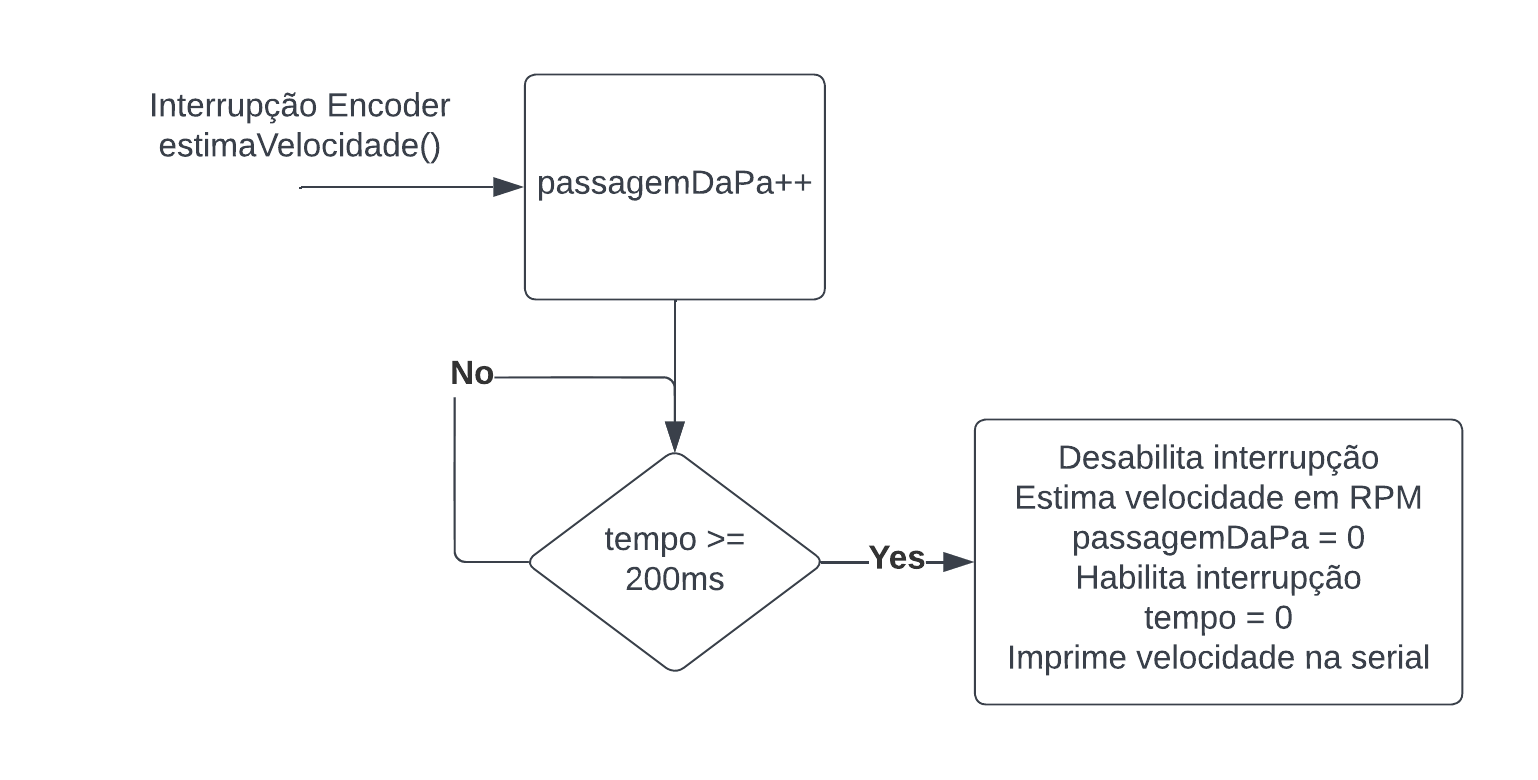 Interrupção Encoder
estimaVelocidade()
passagemDaPa++
No
tempo >=
200ms
Yes
Desabilita interrupção
Estima velocidade em RPM
passagemDaPa = 0
Habilita interrupção
tempo = 0
Imprime velocidade na serial